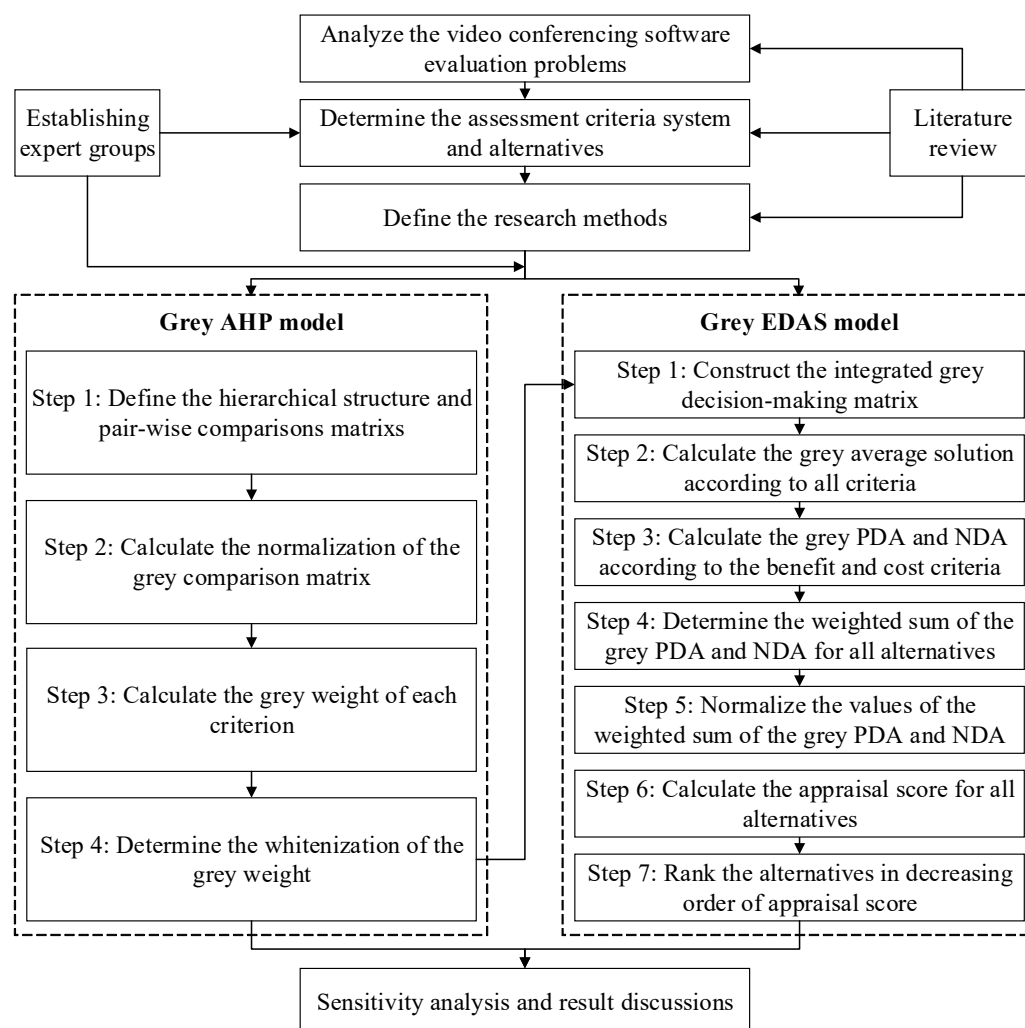 Analyze the video conferencing software
evaluation problems
Establishing
expert groups
Determine the assessment criteria system
and alternatives
Literature
review
Define the research methods
Grey AHP model
Step 1: Define the hierarchical structure and
pair-wise comparisons matrixs
Step 2: Calculate the normalization of the
grey comparison matrix
Step 3: Calculate the grey weight of each
criterion
Step 4: Determine the whitenization of the
grey weight
Grey EDAS model
Step 1: Construct the integrated grey
decision-making matrix
Step 2: Calculate the grey average solution
according to all criteria
Step 3: Calculate the grey PDA and NDA
according to the benefit and cost criteria
Step 4: Determine the weighted sum of the
grey PDA and NDA for all alternatives
Step 5: Normalize the values of the
weighted sum of the grey PDA and NDA
Step 6: Calculate the appraisal score for all
alternatives
Step 7: Rank the alternatives in decreasing
order of appraisal score
Sensitivity analysis and result discussions